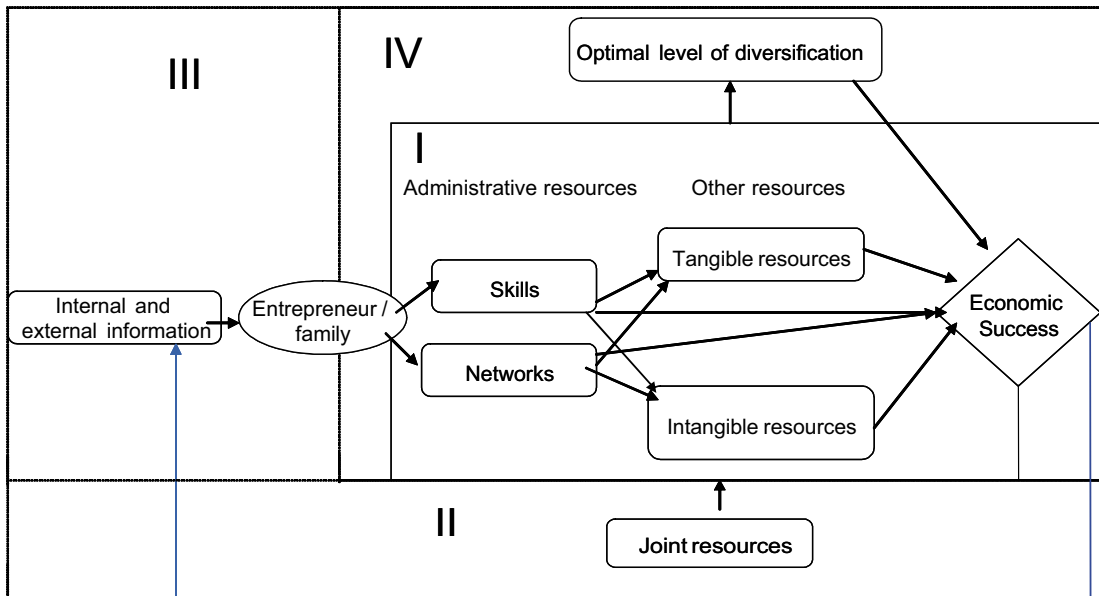 III
IV
Optimal level of diversification
I
Administrative resources
Other resources
Tangible resources
Skills
Internal and
external information
Entrepreneur /
family
Economic
Success
Networks
Intangible resources
II
Joint resources